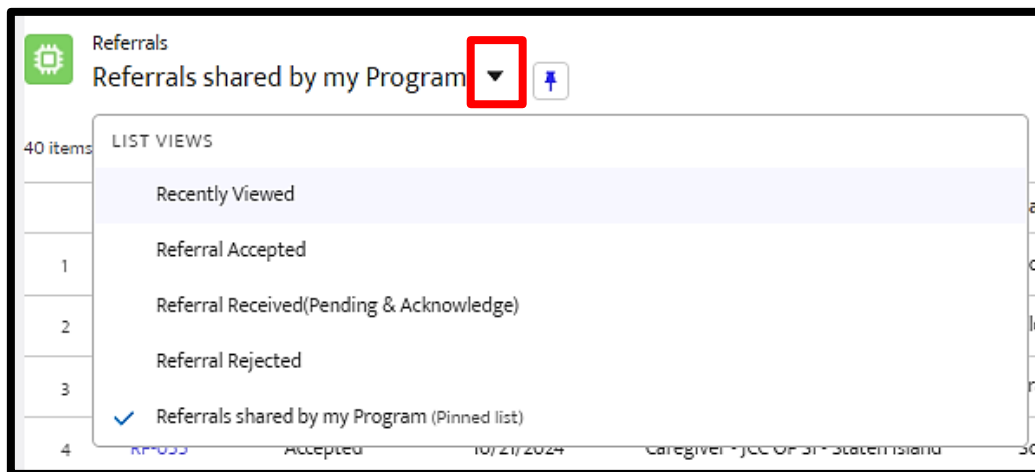 Referrals
Referrals shared by my Program
40 items
LIST VIEWS
Recently Viewed
1
Referral Accepted
Referral Received(Pending & Acknowledge)
2
Referral Rejected
3
Referrals shared by my Program (Pinned list)
4 RF-055 Accepted 10/21/2024 Caregiver - JCC OF SI - Staten Island